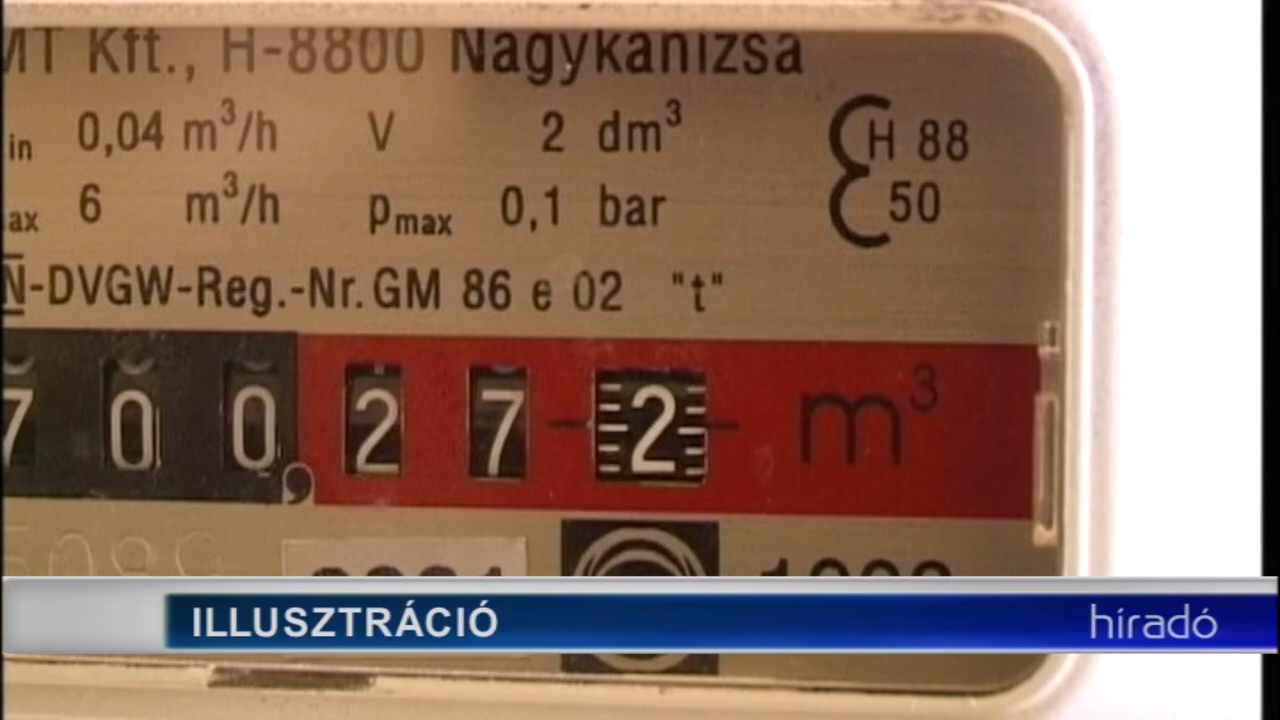 MT Kft., H-8800 Nagykanizsa
in 0,04 m³/h V 2 dm³ H 88
ax 6 m³/h pmax 0,1 bar 50
N-DVGW-Reg.-Nr. GM 86 e 02 "t"
7 0 0, 2 7 2 m³
ILLUSZTRÁCIÓ híradó